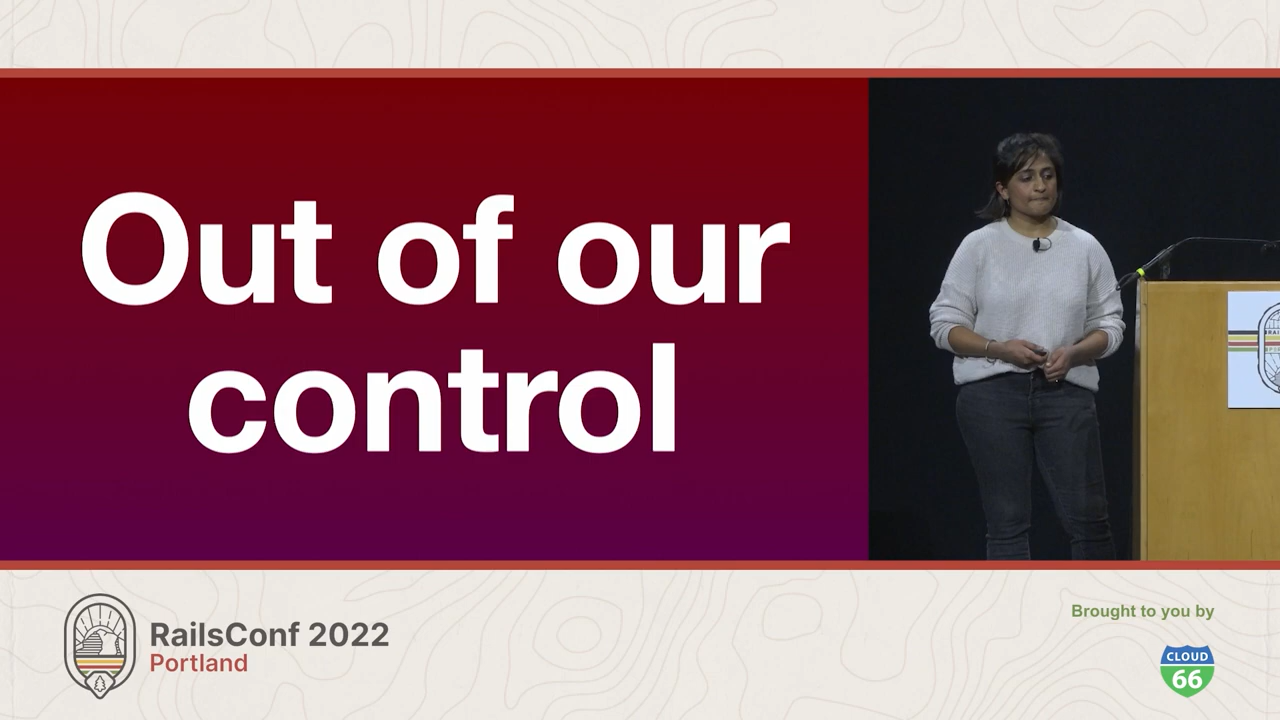 Out of our
control
RailsConf 2022
Portland
Brought to you by
CLOUD
66